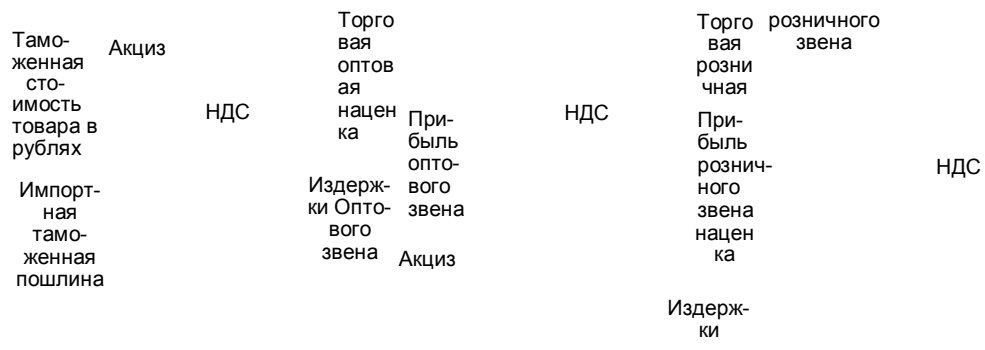 Тамо-
женная
сто-
имость
товара в
рублях
Импорт-
ная
тамо-
женная
пошлина
Акциз
НДС
Торго
вая
оптов
ая
нацен
ка
Издерж-
ки Опто-
вого
звена
При-
быль
опто-
вого
звена
Акциз
НДС
Торго
вая
розни
чная
При-
быль
рознич-
ного
звена
нацен
ка
Издерж-
ки
розничного
звена
НДС